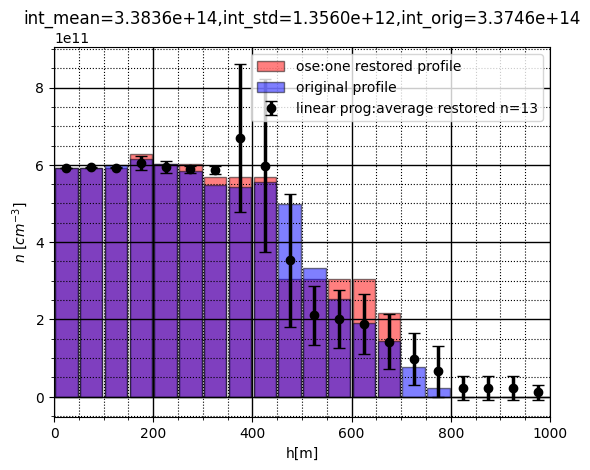 int_mean=3.3836e+14,int_std=1.3560e+12,int_orig=3.3746e+14
1e11
ose:one restored profile
original profile
linear prog:average restored n=13
8
6
4
2
0
n [cm⁻³]
0 200 400 600 800 1000
h[m]